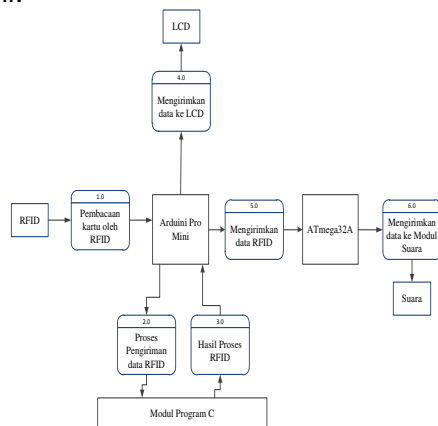 LCD
4.0
Mengirimkan
data ke LCD
RFID
1.0
Pembacaan
kartu oleh
RFID
Arduini Pro
Mini
5.0
Mengirimkan
data RFID
ATmega32A
6.0
Mengirimkan
data ke Modul
Suara
Suara
2.0
Proses
Pengiriman
data RFID
3.0
Hasil Proses
RFID
Modul Program C